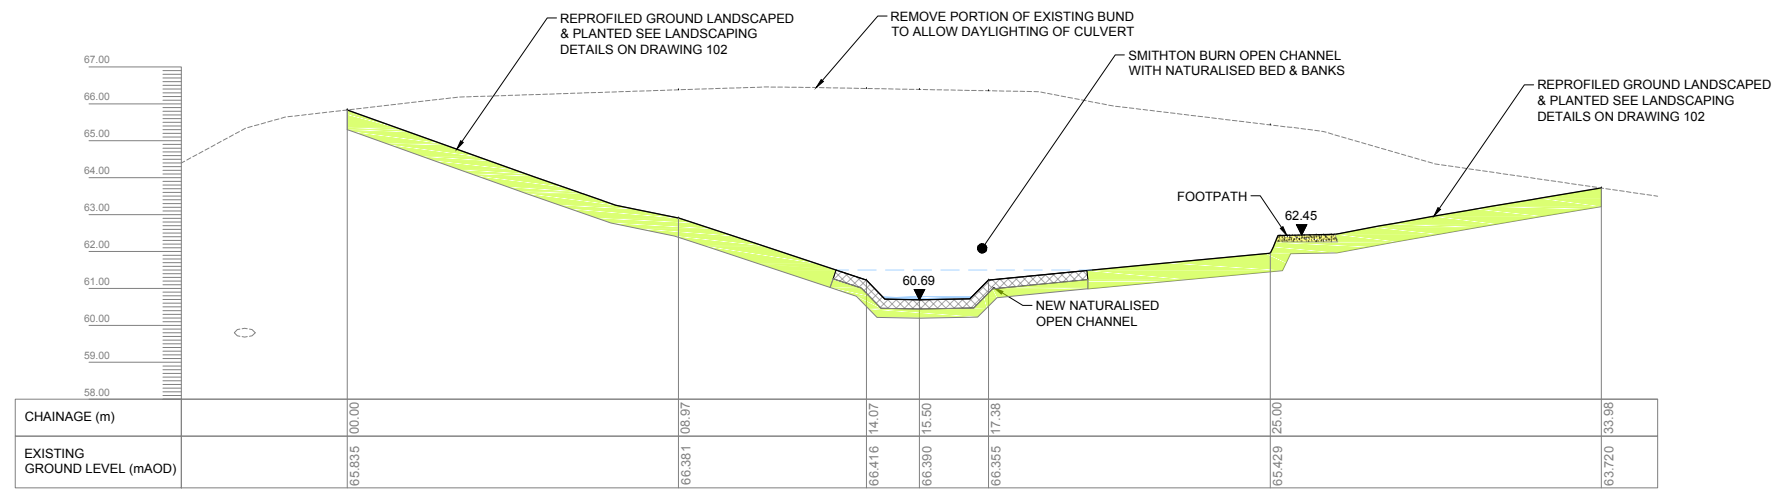 REPROFILED GROUND LANDSCAPED
& PLANTED SEE LANDSCAPING
DETAILS ON DRAWING 102
REMOVE PORTION OF EXISTING BUND
TO ALLOW DAYLIGHTING OF CULVERT
SMITHTON BURN OPEN CHANNEL
WITH NATURALISED BED & BANKS
REPROFILED GROUND LANDSCAPED
& PLANTED SEE LANDSCAPING
DETAILS ON DRAWING 102
67.00
66.00
65.00
64.00
63.00
62.00
61.00
60.00
59.00
58.00
FOOTPATH
62.45
60.69
NEW NATURALISED
OPEN CHANNEL
CHAINAGE (m)
00.00
08.97
14.07
15.50
17.38
25.00
33.98
EXISTING
GROUND LEVEL (mAOD)
65.835
66.381
66.416
66.390
66.355
65.429
63.720